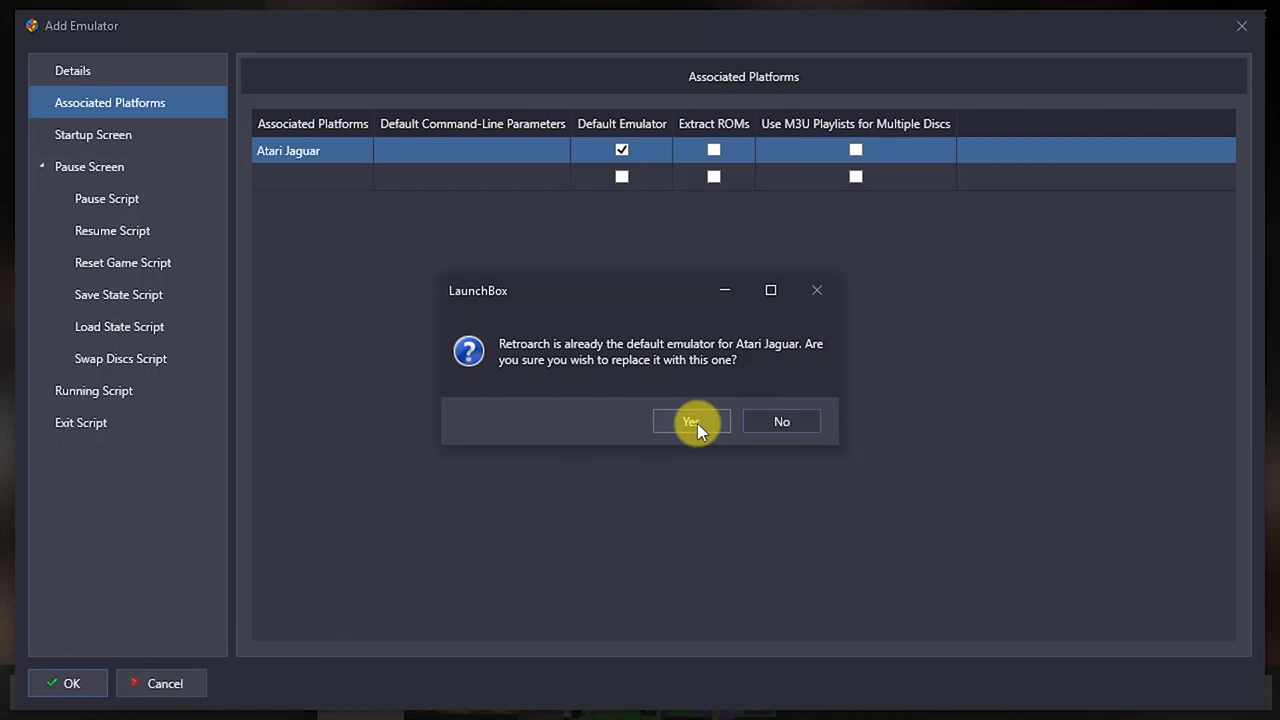 Add Emulator
Details
Associated Platforms
Startup Screen
Pause Screen
Pause Script
Resume Script
Reset Game Script
Save State Script
Load State Script
Swap Discs Script
Running Script
Exit Script
Associated Platforms
Associated Platforms Default Command-Line Parameters Default Emulator Extract ROMs Use M3U Playlists for Multiple Discs
Atari Jaguar
LaunchBox
Retroarch is already the default emulator for Atari Jaguar. Are
you sure you wish to replace it with this one?
Yes No
OK Cancel